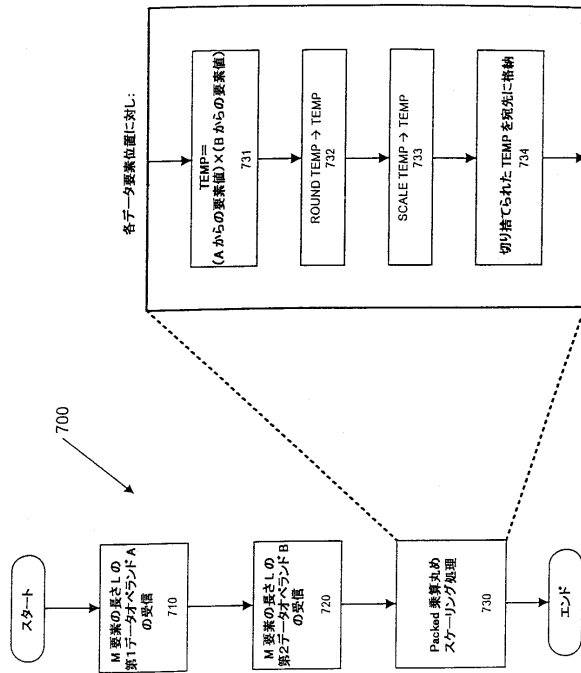 700
スタート
M 要素の長さ L の
第1データオペランド A
の受信
710
M 要素の長さ L の
第2データオペランド B
の受信
720
Packed 乗算丸め
スケーリング処理
730
エンド
各データ要素位置に対し:
TEMP=
(A からの要素値)×(B からの要素値)
731
ROUND TEMP → TEMP
732
SCALE TEMP → TEMP
733
切り捨てられた TEMP を宛先に格納
734